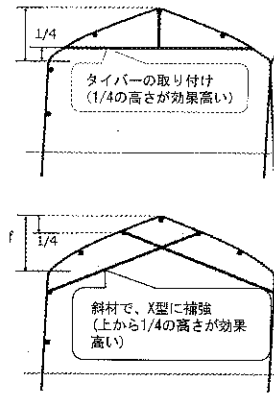 1/4
タイバーの取り付け
(1/4の高さが効果高い)
f
1/4
斜材で、X型に補強
(上から1/4の高さが効果
高い)